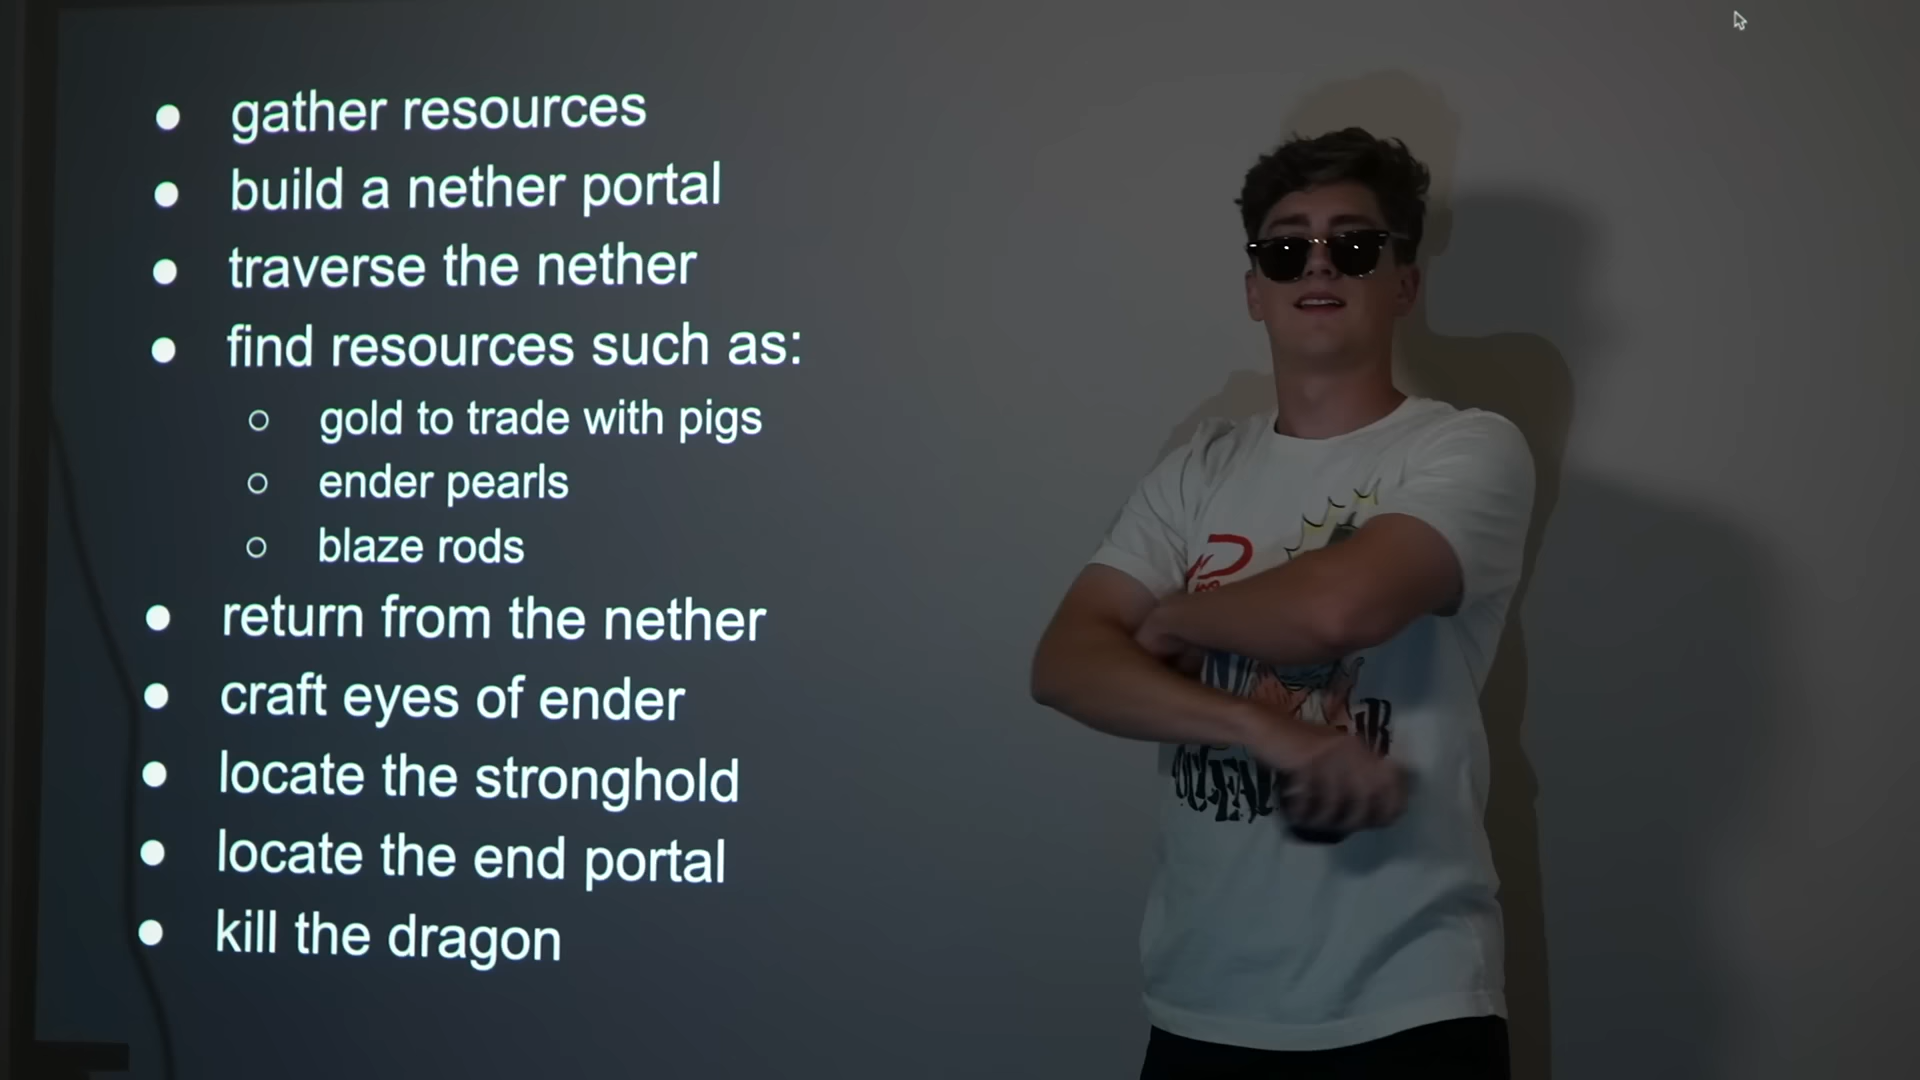 ● gather resources
● build a nether portal
● traverse the nether
● find resources such as:
○ gold to trade with pigs
○ ender pearls
○ blaze rods
● return from the nether
● craft eyes of ender
● locate the stronghold
● locate the end portal
● kill the dragon